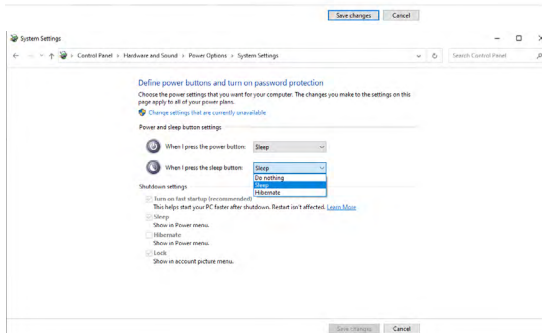 Save changes Cancel
System Settings
Control Panel > Hardware and Sound > Power Options > System Settings
Search Control Panel
Define power buttons and turn on password protection
Choose the power settings that you want for your computer. The changes you make to the settings on this
page apply to all of your power plans.
Change settings that are currently unavailable
Power and sleep button settings
When I press the power button: Sleep
When I press the sleep button: Sleep
Do nothing
Sleep
Hibernate
Shutdown settings
Turn on fast startup (recommended)
This helps start your PC faster after shutdown. Restart isn't affected. Learn More
Sleep
Show in Power menu.
Hibernate
Show in Power menu.
Lock
Show in account picture menu.
Save changes Cancel